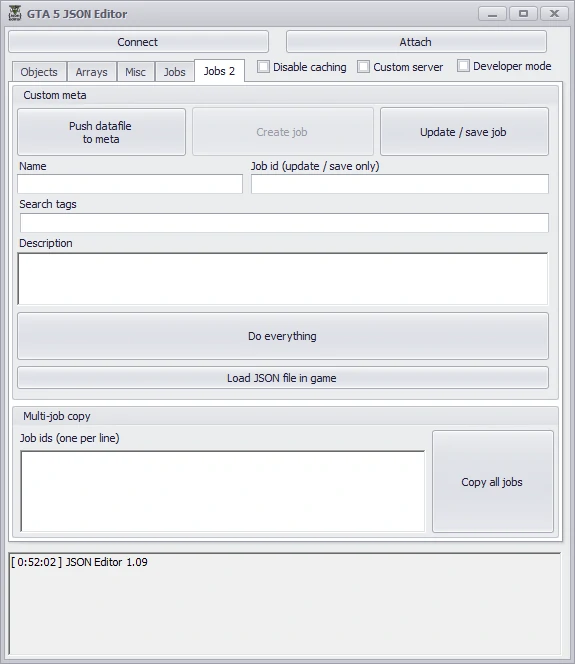 GTA 5 JSON Editor
Connect
Attach
Objects
Arrays
Misc
Jobs
Jobs 2
Disable caching
Custom server
Developer mode
Custom meta
Push datafile
to meta
Create job
Update / save job
Name
Job id (update / save only)
Search tags
Description
Do everything
Load JSON file in game
Multi-job copy
Job ids (one per line)
Copy all jobs
[ 0:52:02 ] JSON Editor 1.09